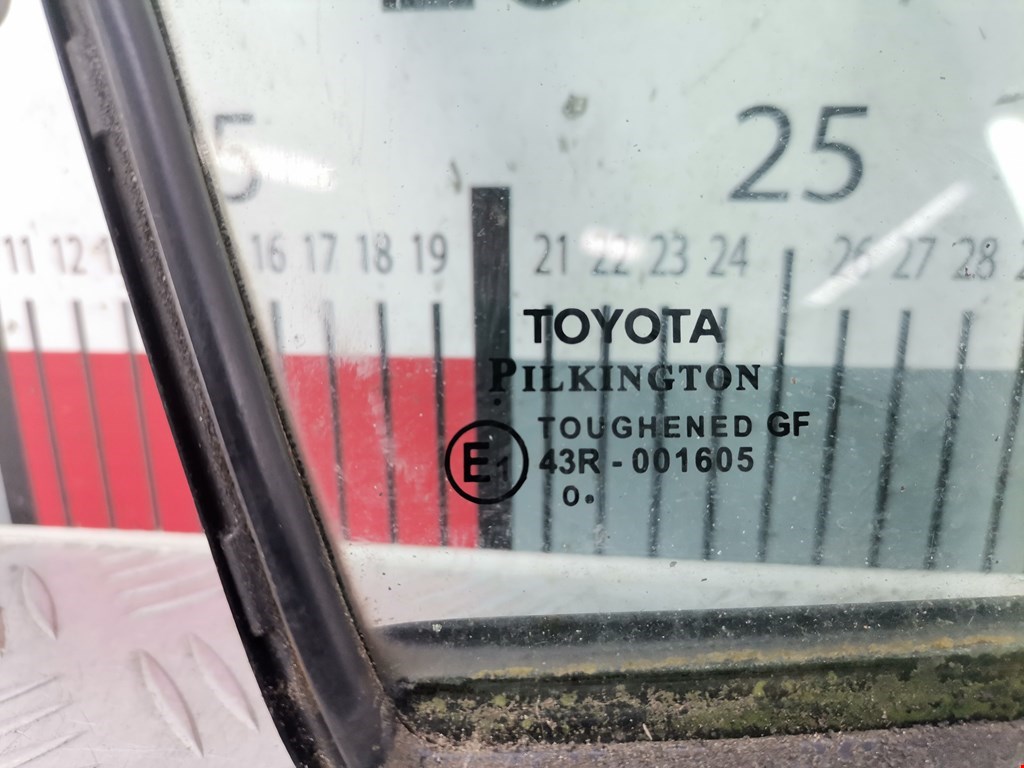 5 25
11 12 16 17 18 19 21 22 23 24 26 27 28
TOYOTA
PILKINGTON
E1 TOUGHENED GF
43R - 001605
0.